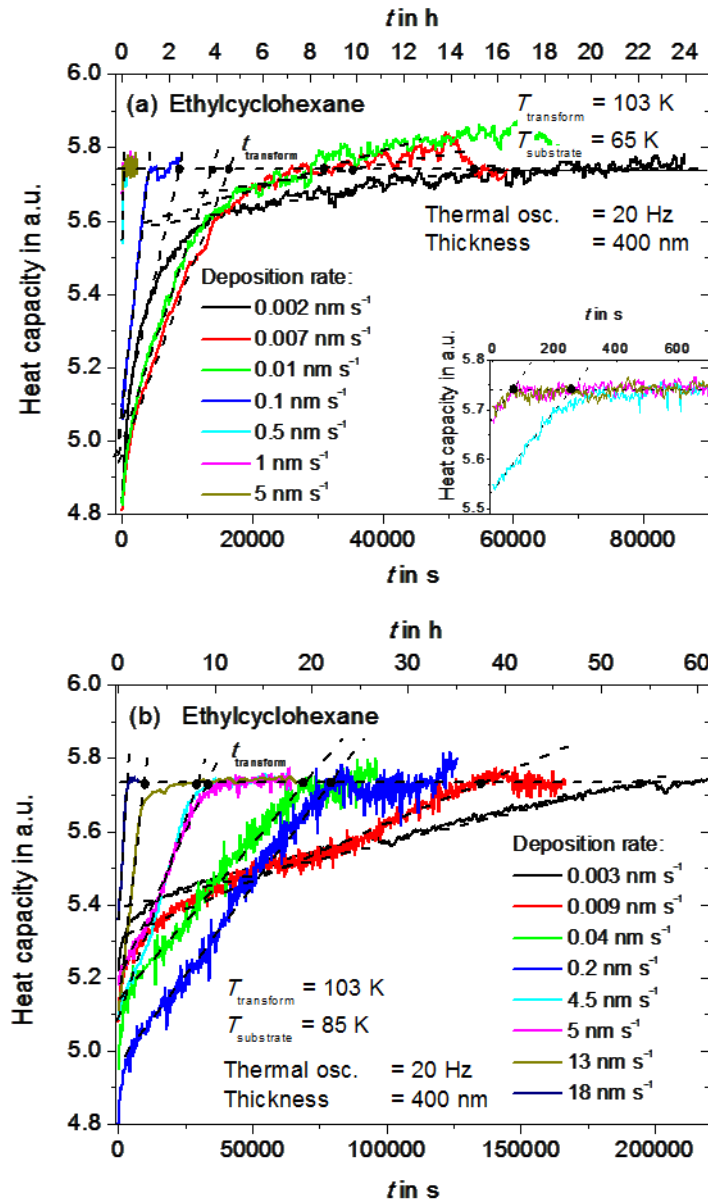 t in h
0 2 4 6 8 10 12 14 16 18 20 22 24
6.0
5.8
5.6
5.4
5.2
5.0
4.8
Heat capacity in a.u.
(a) Ethylcyclohexane
T transform = 103 K
T substrate = 65 K
t transform
Thermal osc. = 20 Hz
Thickness = 400 nm
Deposition rate:
0.002 nm s⁻¹
0.007 nm s⁻¹
0.01 nm s⁻¹
0.1 nm s⁻¹
0.5 nm s⁻¹
1 nm s⁻¹
5 nm s⁻¹
t in s
0 200 400 600
5.8
5.7
5.6
5.5
Heat capacity in a.u.
0 20000 40000 60000 80000
t in s
t in h
0 10 20 30 40 50 60
6.0
5.8
5.6
5.4
5.2
5.0
4.8
Heat capacity in a.u.
(b) Ethylcyclohexane
t transform
Deposition rate:
0.003 nm s⁻¹
0.009 nm s⁻¹
0.04 nm s⁻¹
0.2 nm s⁻¹
4.5 nm s⁻¹
5 nm s⁻¹
13 nm s⁻¹
18 nm s⁻¹
T transform = 103 K
T substrate = 85 K
Thermal osc. = 20 Hz
Thickness = 400 nm
0 50000 100000 150000 200000
t in s